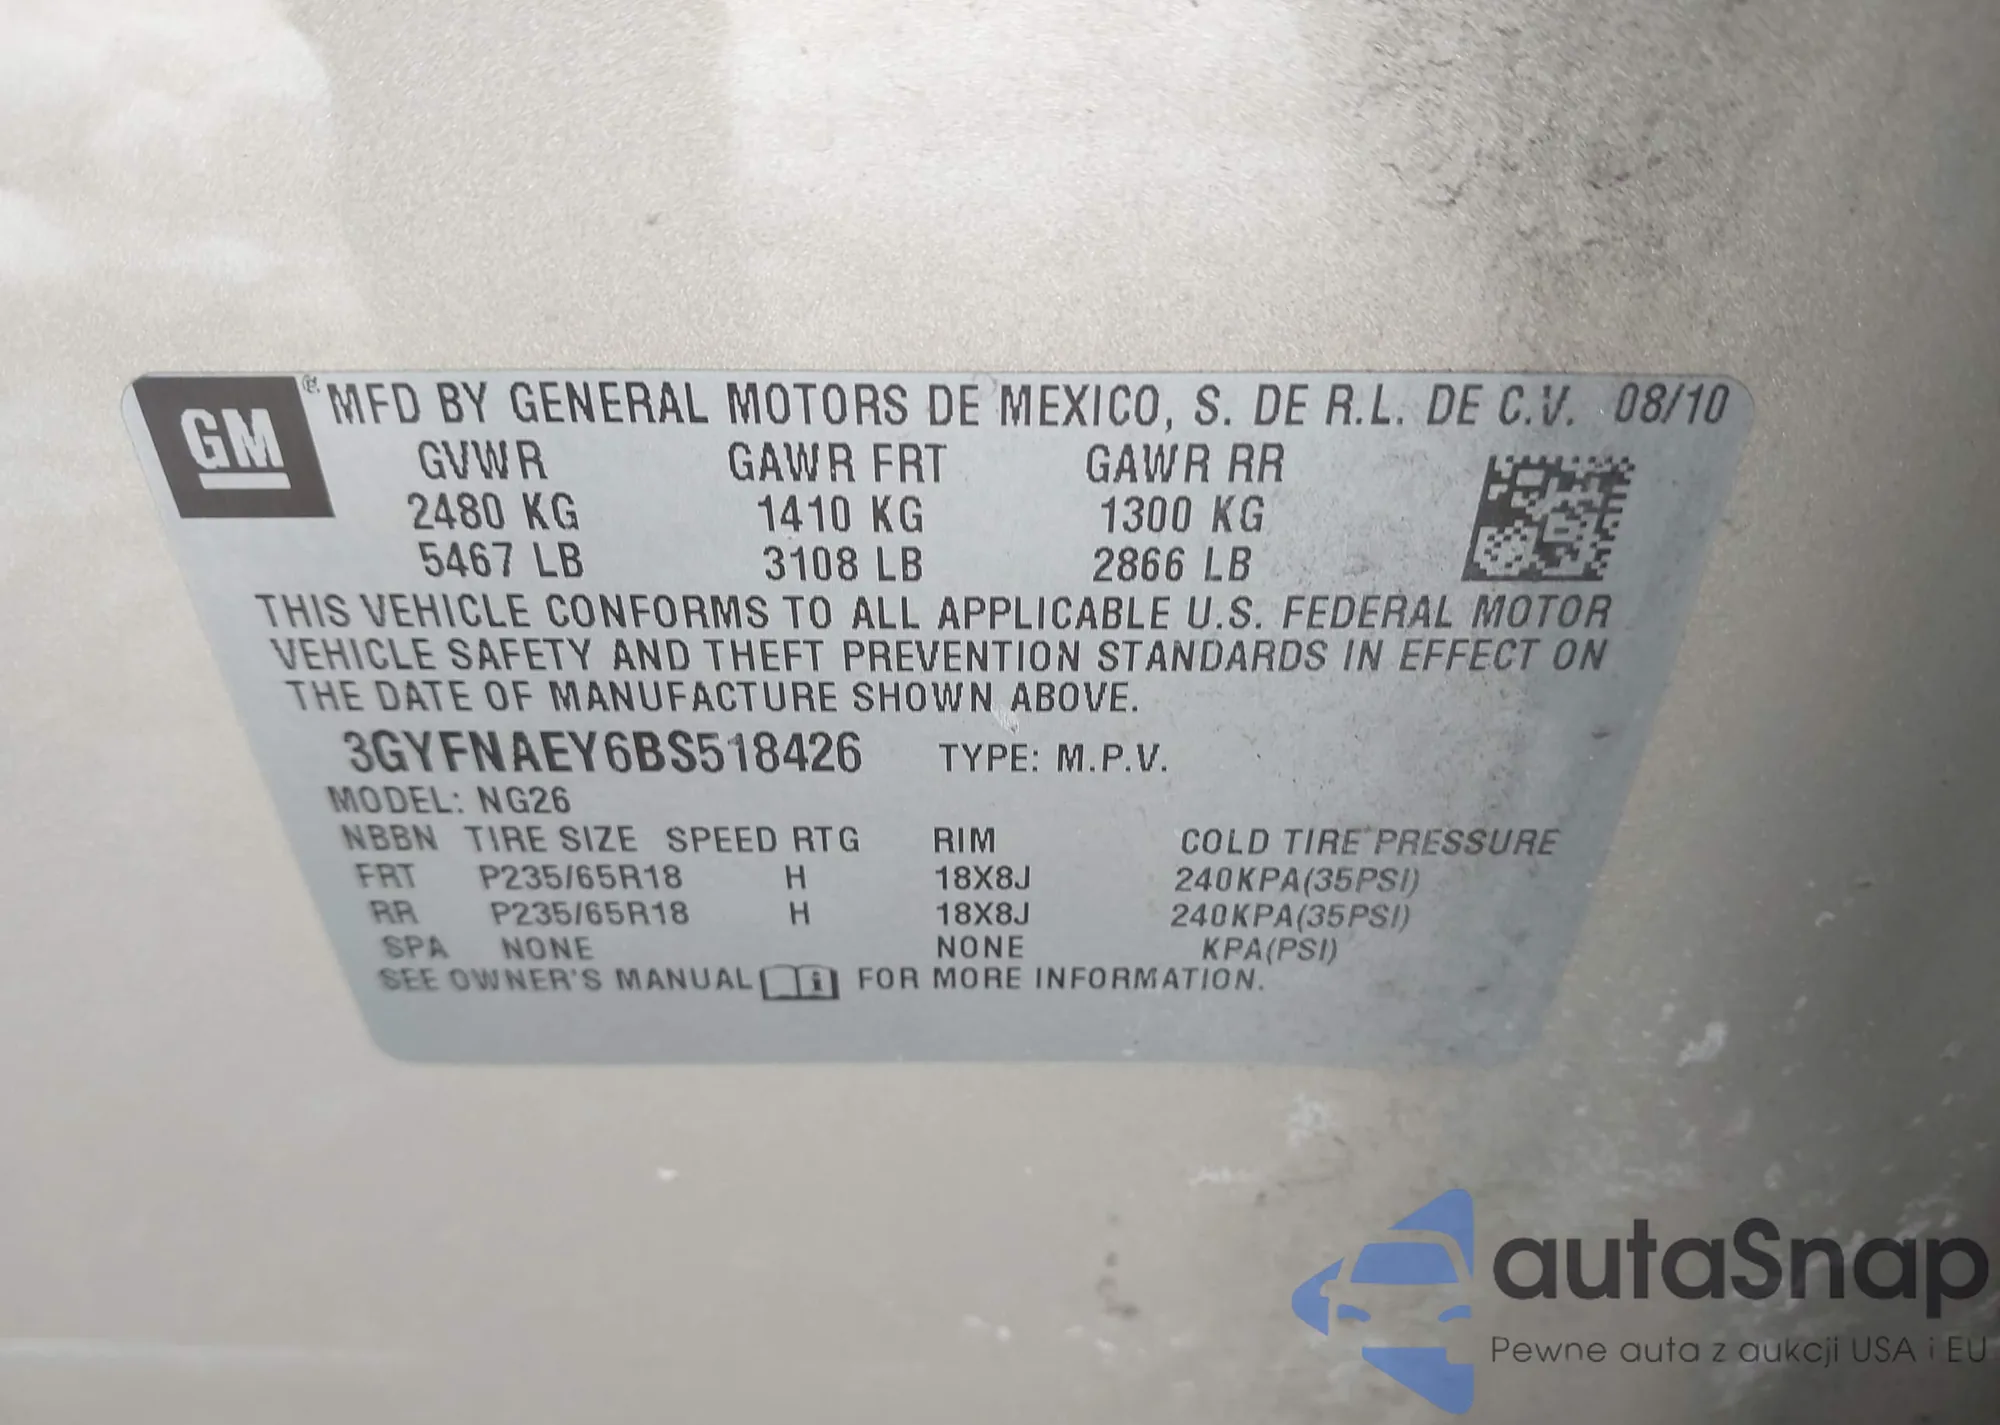 GM ® MFD BY GENERAL MOTORS DE MEXICO, S. DE R.L. DE C.V. 08/10
GVWR GAWR FRT GAWR RR
2480 KG 1410 KG 1300 KG
5467 LB 3108 LB 2866 LB
THIS VEHICLE CONFORMS TO ALL APPLICABLE U.S. FEDERAL MOTOR
VEHICLE SAFETY AND THEFT PREVENTION STANDARDS IN EFFECT ON
THE DATE OF MANUFACTURE SHOWN ABOVE.
3GYFNAEY6BS518426 TYPE: M.P.V.
MODEL: NG26
NBBN TIRE SIZE SPEED RTG RIM COLD TIRE PRESSURE
FRT P235/65R18 H 18X8J 240KPA(35PSI)
RR P235/65R18 H 18X8J 240KPA(35PSI)
SPA NONE NONE KPA(PSI)
SEE OWNER'S MANUAL i FOR MORE INFORMATION.
autaSnap
Pewne auta z aukcji USA i EU